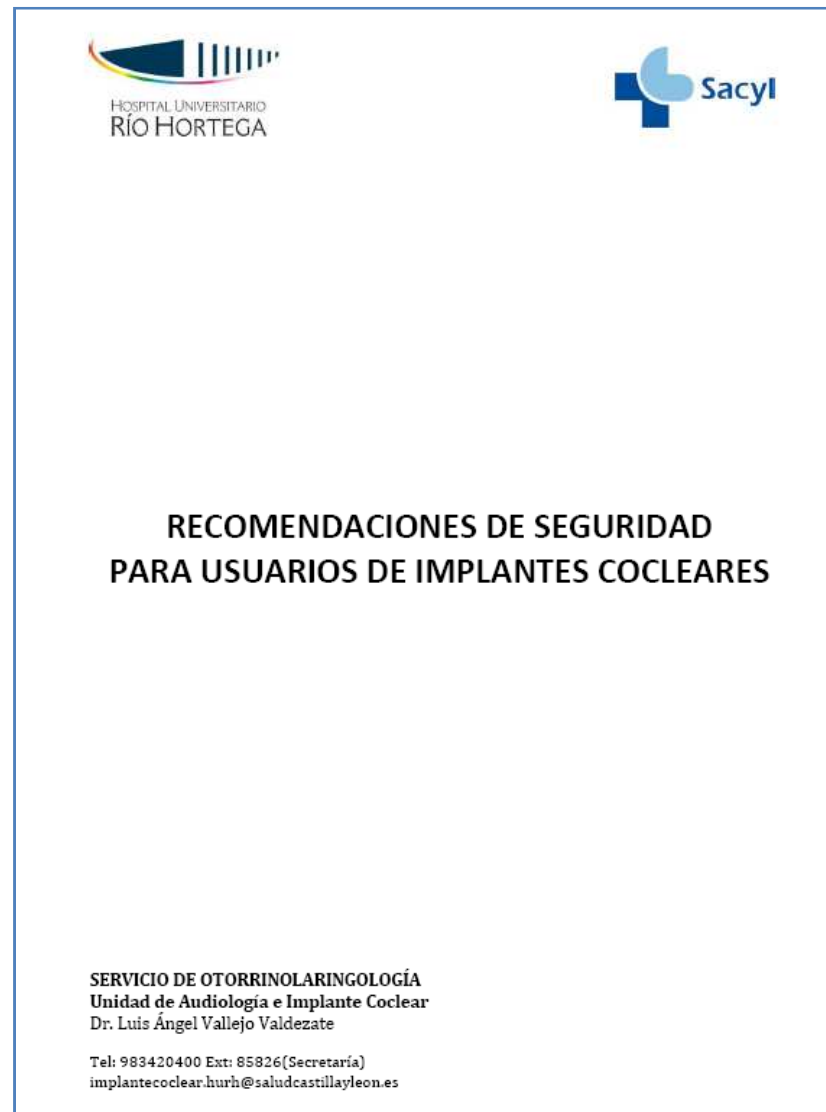 HOSPITAL UNIVERSITARIO
RÍO HORTEGA
Sacyl
RECOMENDACIONES DE SEGURIDAD
PARA USUARIOS DE IMPLANTES COCLEARES
SERVICIO DE OTORRINOLARINGOLOGÍA
Unidad de Audiología e Implante Coclear
Dr. Luis Ángel Vallejo Valdezate
Tel: 983420400 Ext: 85826(Secretaría)
implantecoclear.hurh@saludcastillayleon.es